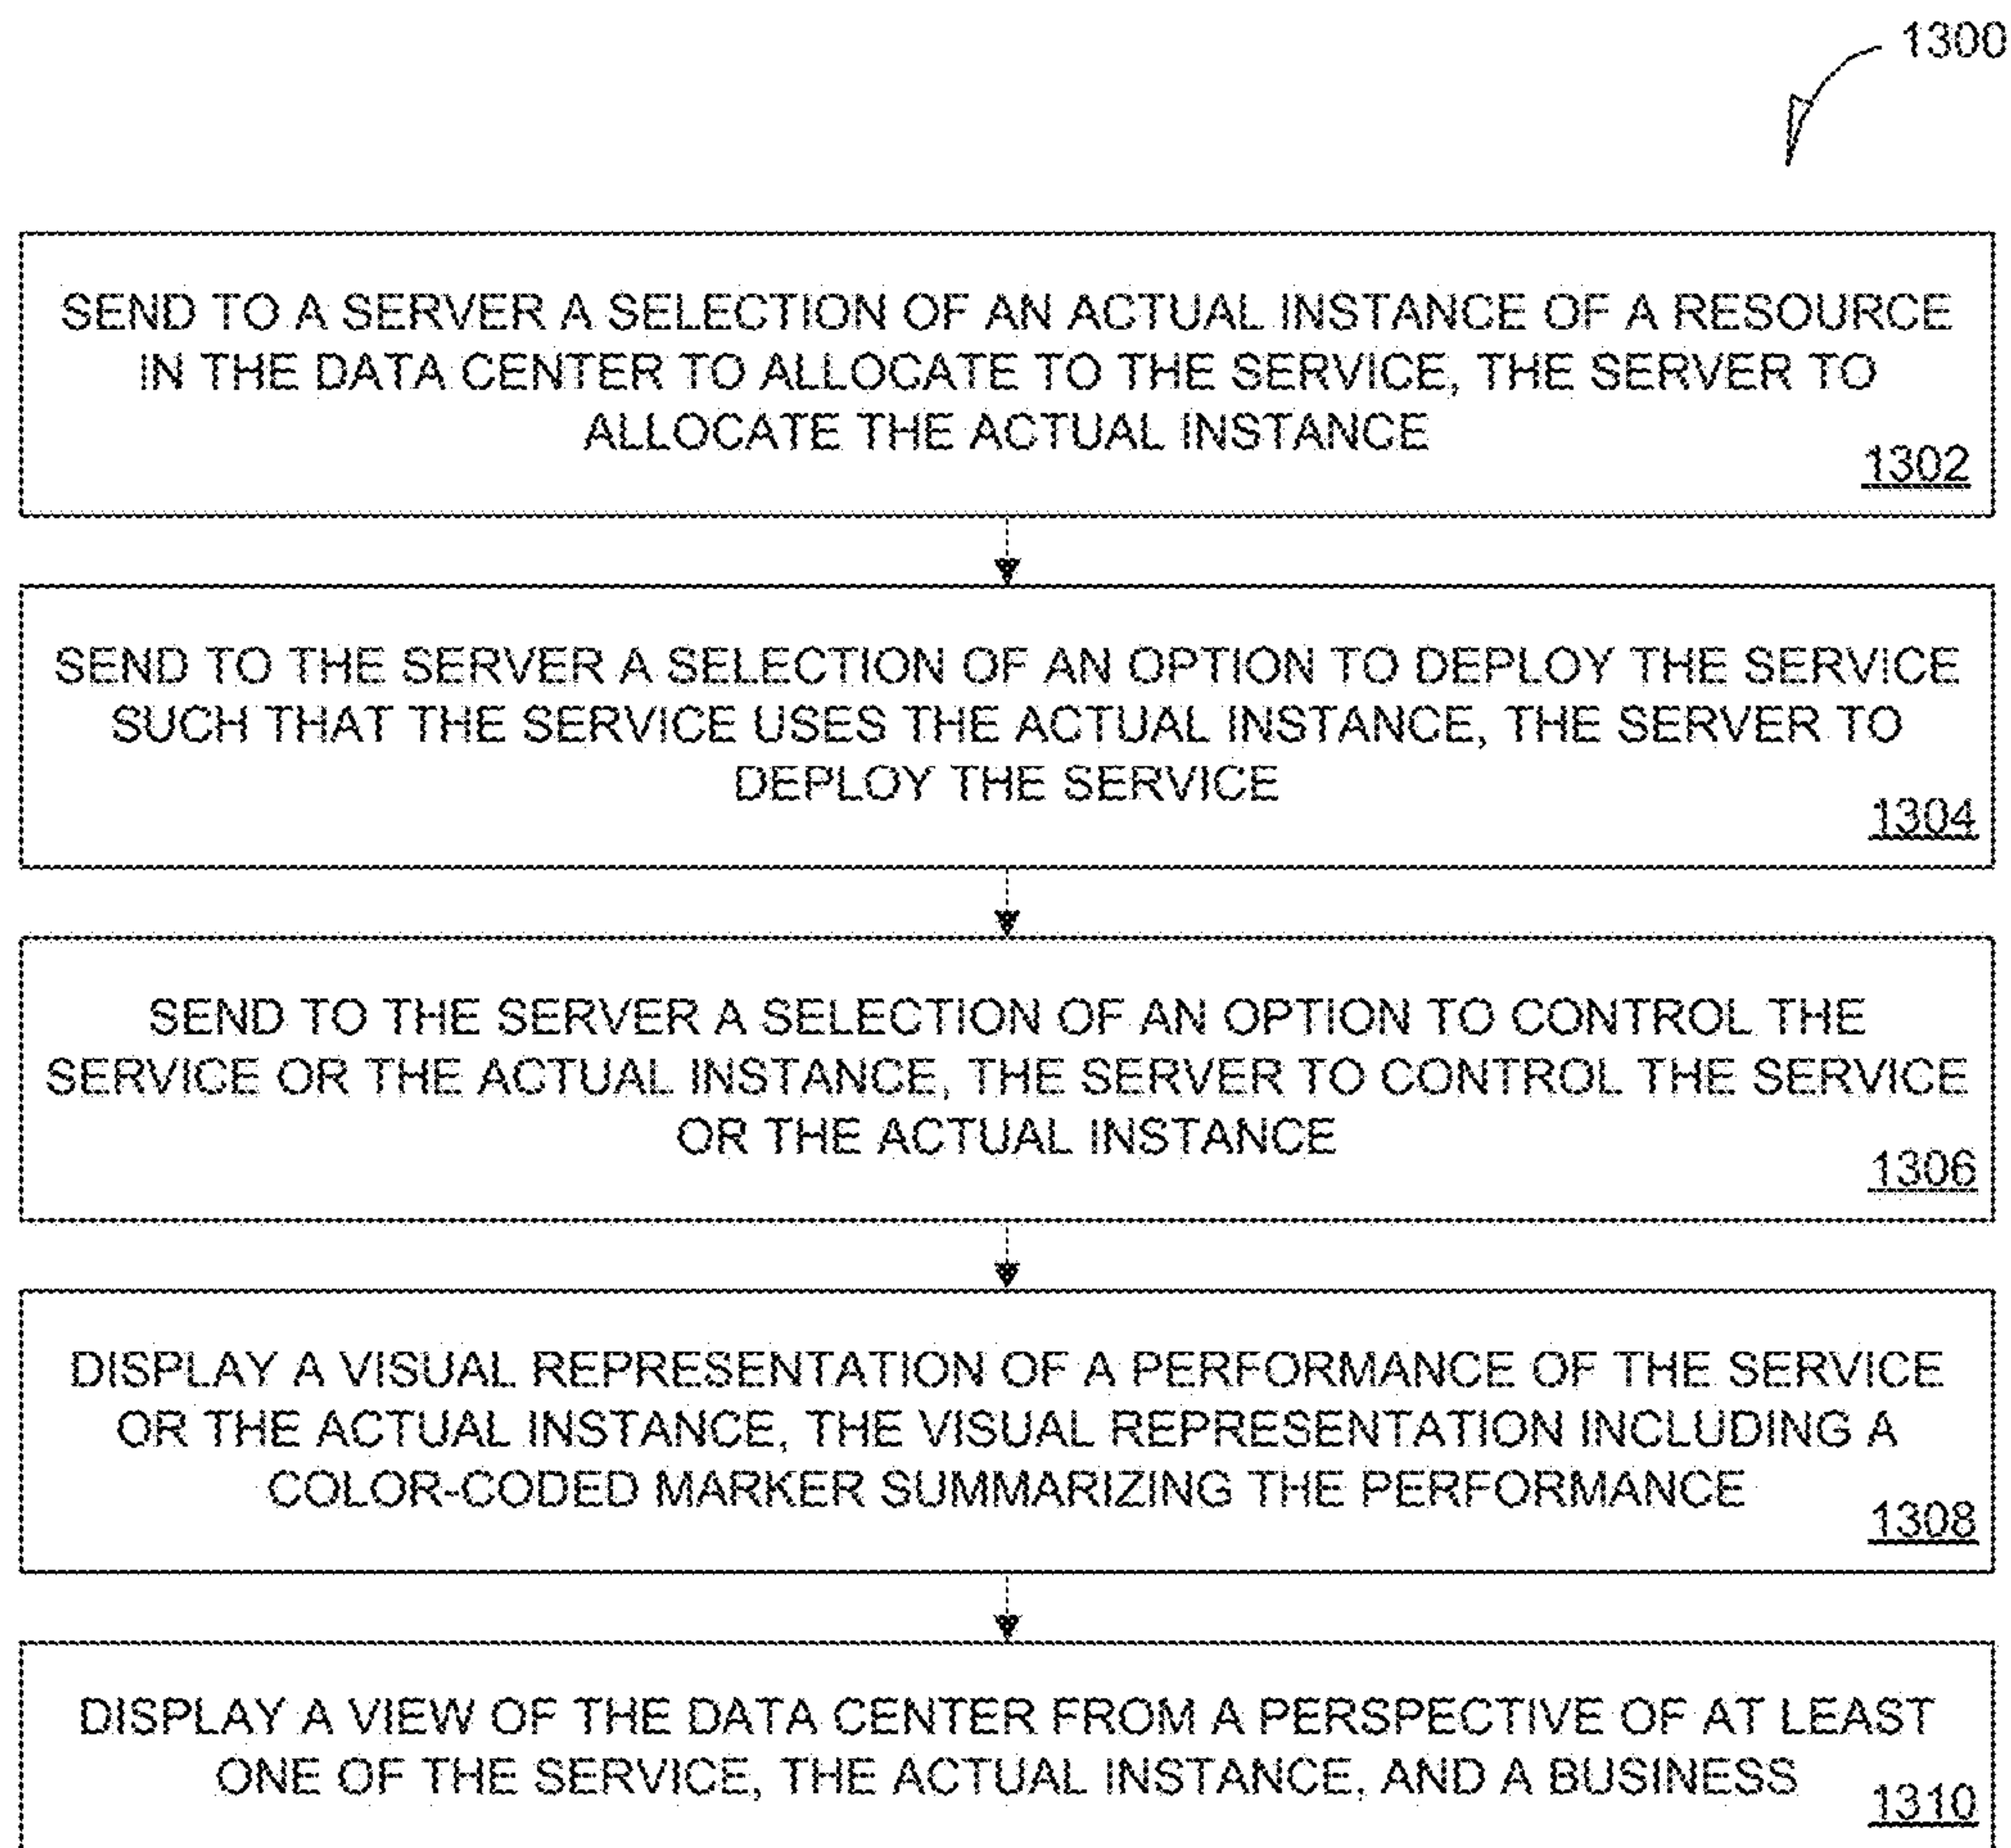 1300
SEND TO A SERVER A SELECTION OF AN ACTUAL INSTANCE OF A RESOURCE
IN THE DATA CENTER TO ALLOCATE TO THE SERVICE, THE SERVER TO
ALLOCATE THE ACTUAL INSTANCE
1302
SEND TO THE SERVER A SELECTION OF AN OPTION TO DEPLOY THE SERVICE
SUCH THAT THE SERVICE USES THE ACTUAL INSTANCE, THE SERVER TO
DEPLOY THE SERVICE
1304
SEND TO THE SERVER A SELECTION OF AN OPTION TO CONTROL THE
SERVICE OR THE ACTUAL INSTANCE, THE SERVER TO CONTROL THE SERVICE
OR THE ACTUAL INSTANCE
1306
DISPLAY A VISUAL REPRESENTATION OF A PERFORMANCE OF THE SERVICE
OR THE ACTUAL INSTANCE, THE VISUAL REPRESENTATION INCLUDING A
COLOR-CODED MARKER SUMMARIZING THE PERFORMANCE
1308
DISPLAY A VIEW OF THE DATA CENTER FROM A PERSPECTIVE OF AT LEAST
ONE OF THE SERVICE, THE ACTUAL INSTANCE, AND A BUSINESS
1310